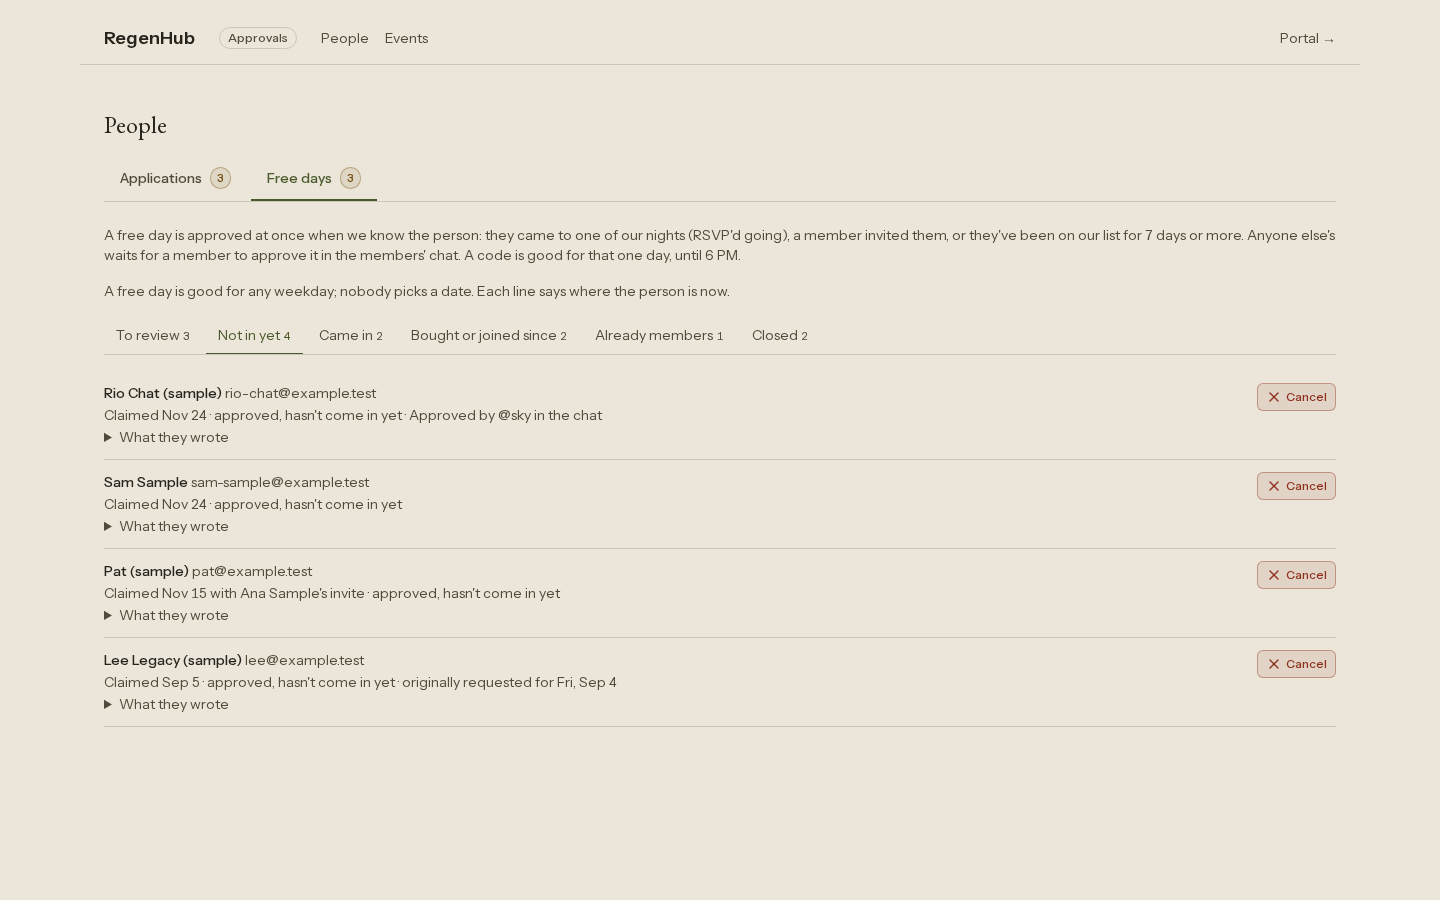 RegenHub Approvals People Events Portal →
People
Applications 3 Free days 3
A free day is approved at once when we know the person: they came to one of our nights (RSVP'd going), a member invited them, or they've been on our list for 7 days or more. Anyone else's
waits for a member to approve it in the members' chat. A code is good for that one day, until 6 PM.
A free day is good for any weekday; nobody picks a date. Each line says where the person is now.
To review 3 Not in yet 4 Came in 2 Bought or joined since 2 Already members 1 Closed 2
Rio Chat (sample) rio-chat@example.test Cancel
Claimed Nov 24 · approved, hasn't come in yet · Approved by @sky in the chat
What they wrote
Sam Sample sam-sample@example.test Cancel
Claimed Nov 24 · approved, hasn't come in yet
What they wrote
Pat (sample) pat@example.test Cancel
Claimed Nov 15 with Ana Sample's invite · approved, hasn't come in yet
What they wrote
Lee Legacy (sample) lee@example.test Cancel
Claimed Sep 5 · approved, hasn't come in yet · originally requested for Fri, Sep 4
What they wrote